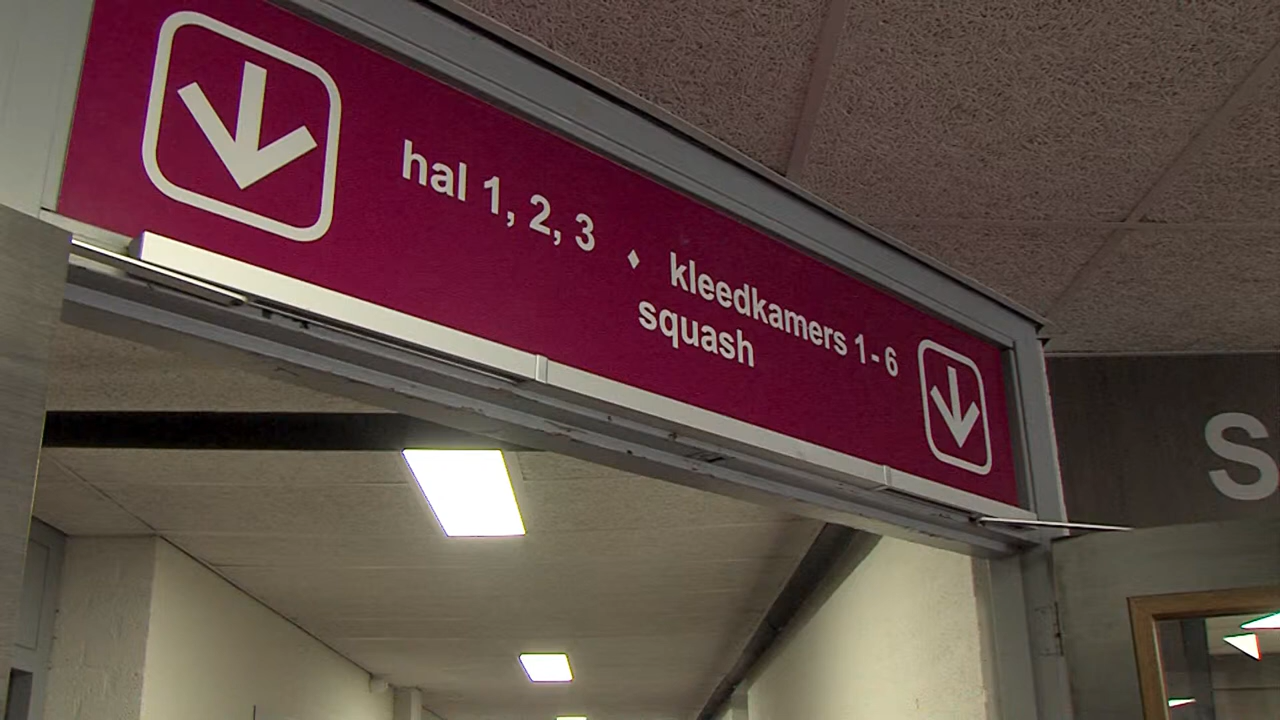 hal 1, 2, 3 ♦ kleedkamers 1 - 6
squash
S